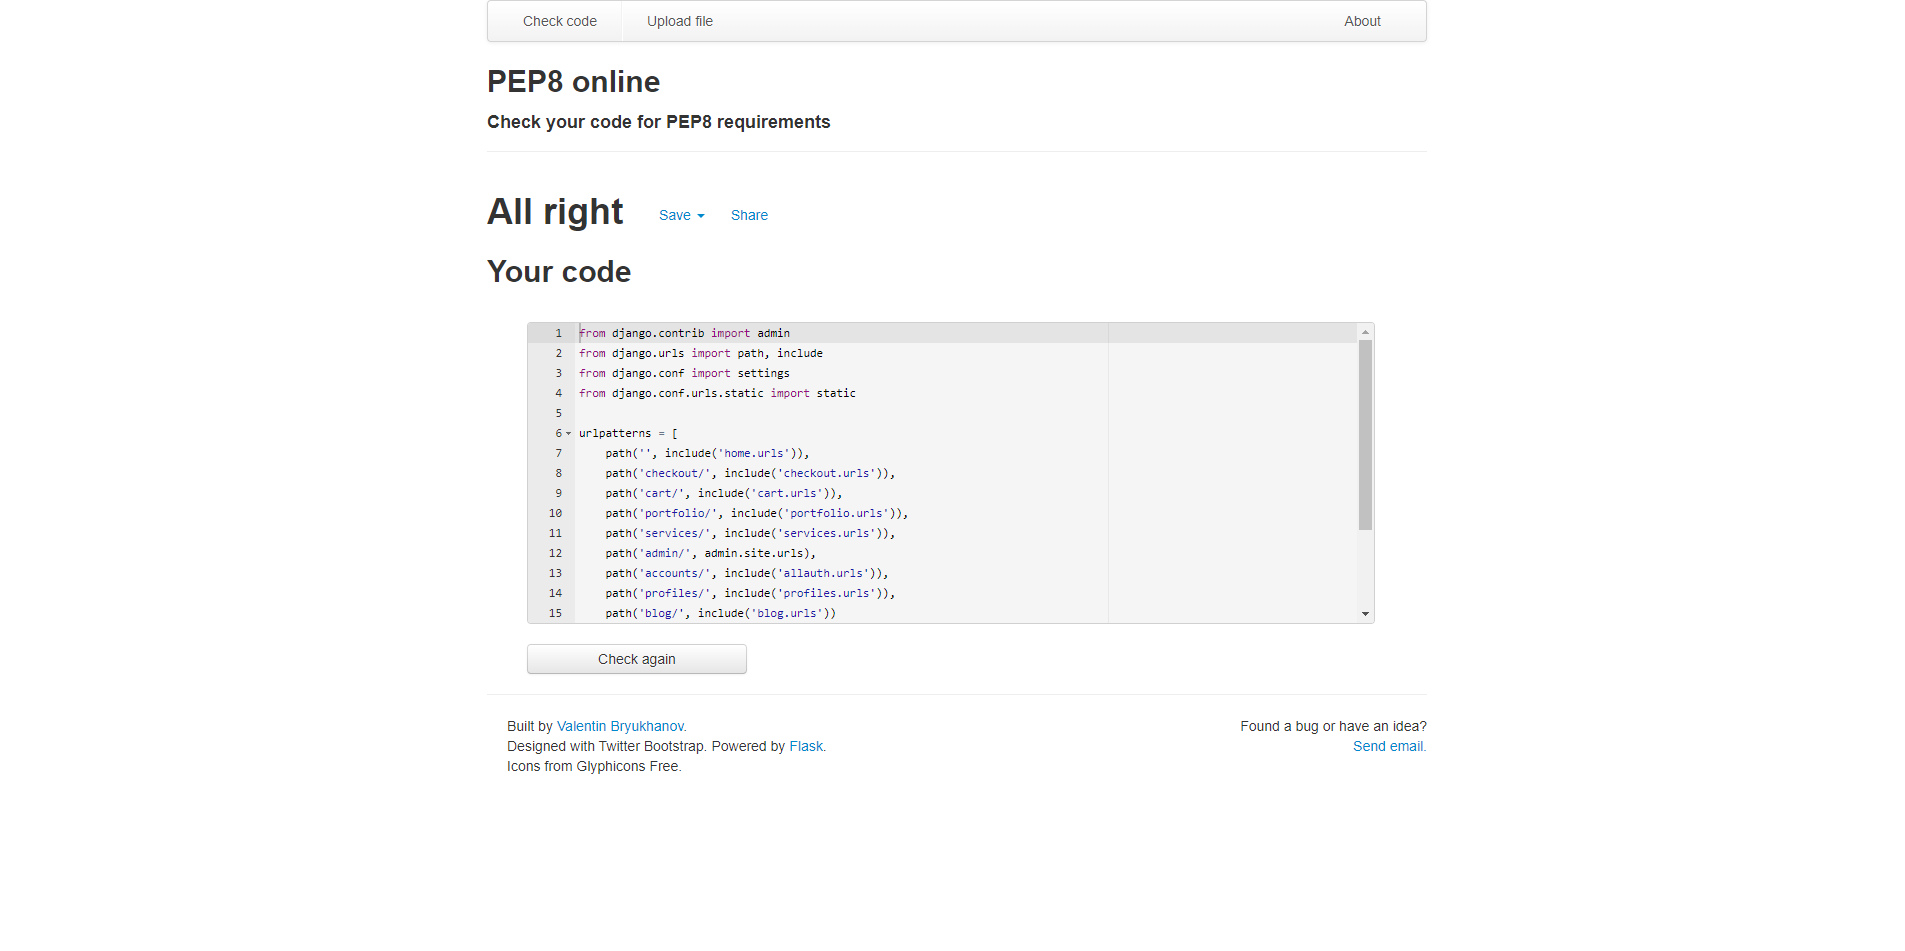 Check code Upload file About
PEP8 online
Check your code for PEP8 requirements
All right Save Share
Your code
1 from django.contrib import admin
2 from django.urls import path, include
3 from django.conf import settings
4 from django.conf.urls.static import static
5
6 urlpatterns = [
7     path('', include('home.urls')),
8     path('checkout/', include('checkout.urls')),
9     path('cart/', include('cart.urls')),
10     path('portfolio/', include('portfolio.urls')),
11     path('services/', include('services.urls')),
12     path('admin/', admin.site.urls),
13     path('accounts/', include('allauth.urls')),
14     path('profiles/', include('profiles.urls')),
15     path('blog/', include('blog.urls'))
Check again
Built by Valentin Bryukhanov. Found a bug or have an idea?
Designed with Twitter Bootstrap. Powered by Flask. Send email.
Icons from Glyphicons Free.